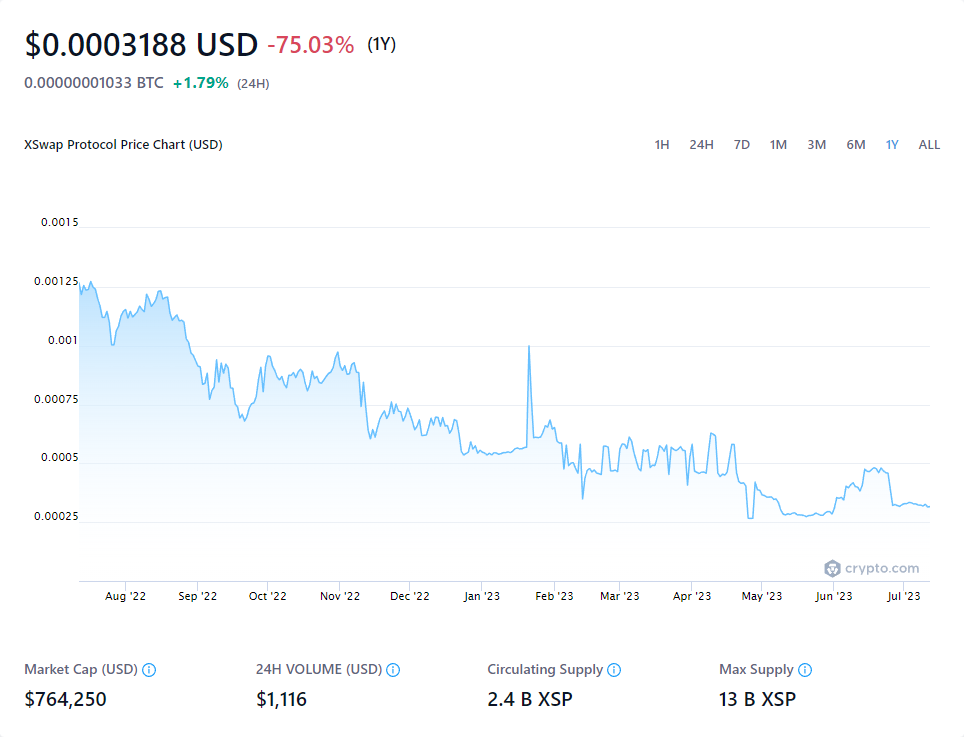 $0.0003188 USD -75.03% (1Y)
0.00000001033 BTC +1.79% (24H)
XSwap Protocol Price Chart (USD) 1H 24H 7D 1M 3M 6M 1Y ALL
0.0015
0.00125
0.001
0.00075
0.0005
0.00025
crypto.com
Aug '22 Sep '22 Oct '22 Nov '22 Dec '22 Jan '23 Feb '23 Mar '23 Apr '23 May '23 Jun '23 Jul '23
Market Cap (USD) 24H VOLUME (USD) Circulating Supply Max Supply
$764,250 $1,116 2.4 B XSP 13 B XSP